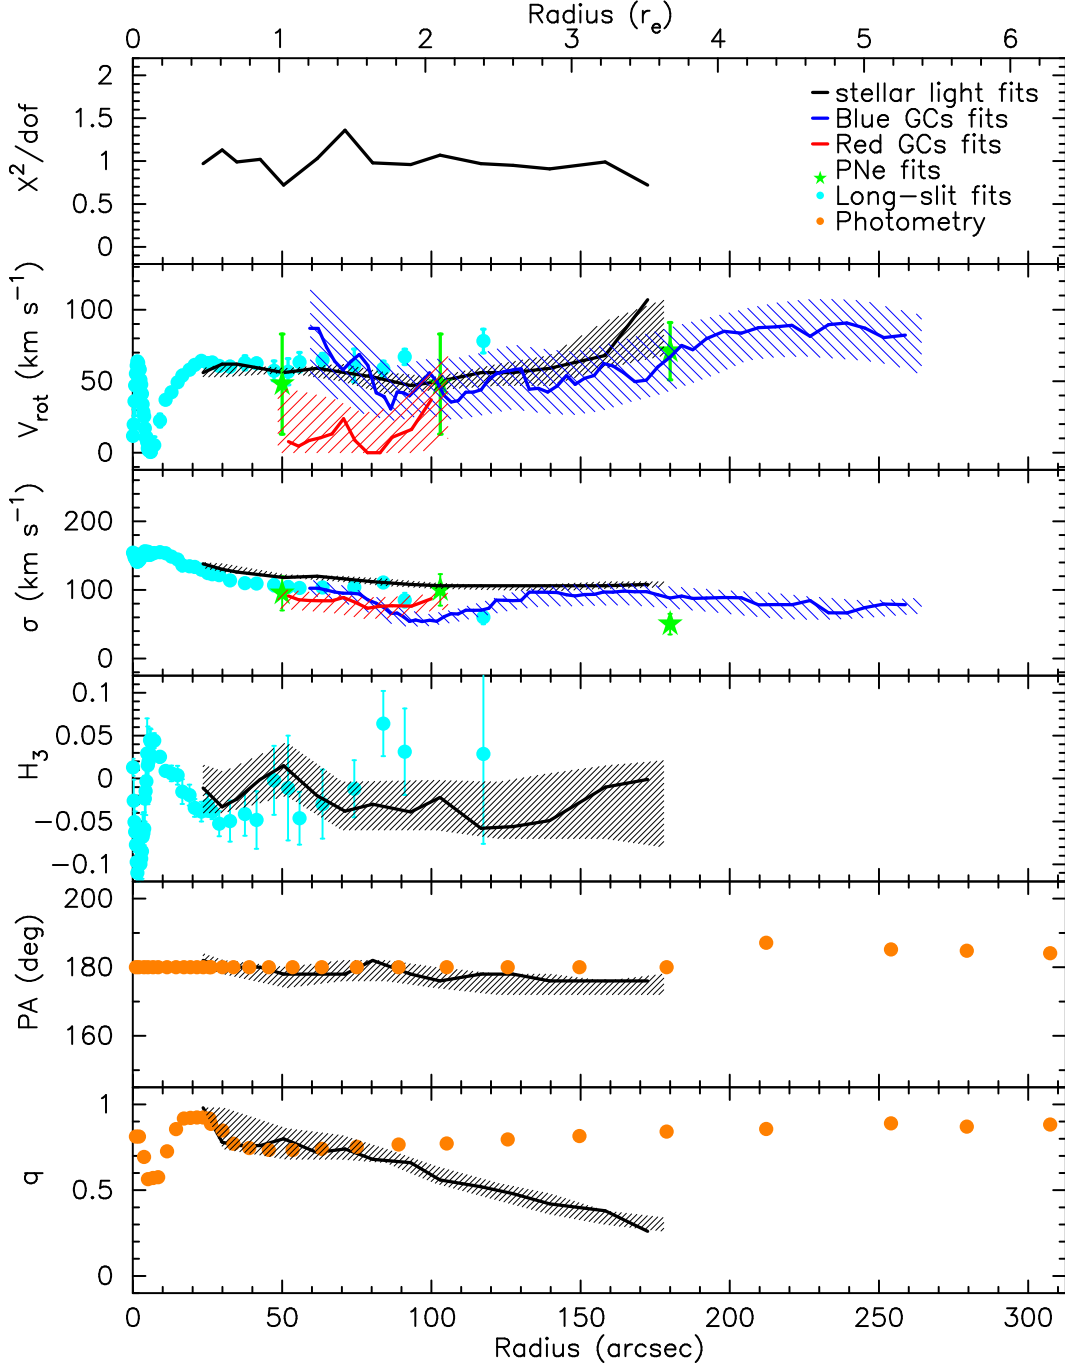 Radius (r_e)
0 1 2 3 4 5 6
2
1.5
1
0.5
0
χ²/dof
stellar light fits
Blue GCs fits
Red GCs fits
PNe fits
Long-slit fits
Photometry
100
50
0
V_rot (km s⁻¹)
200
100
0
σ (km s⁻¹)
0.1
0.05
0
-0.05
-0.1
H_3
200
180
160
PA (deg)
1
0.5
0
q
0 50 100 150 200 250 300
Radius (arcsec)